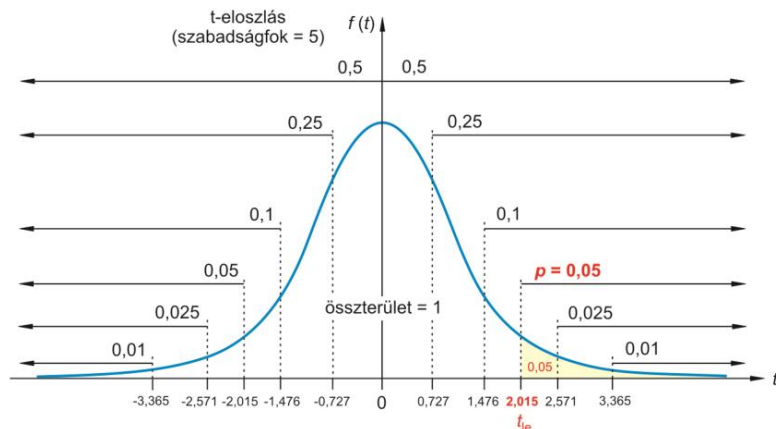 t-eloszlás
(szabadságfok = 5)
f (t)
0,5 0,5
0,25 0,25
0,1 0,1
0,05 p = 0,05
0,025 összterület = 1 0,025
0,01 0,05 0,01
-3,365 -2,571 -2,015 -1,476 -0,727 0 0,727 1,476 2,015 2,571 3,365 t
t_le